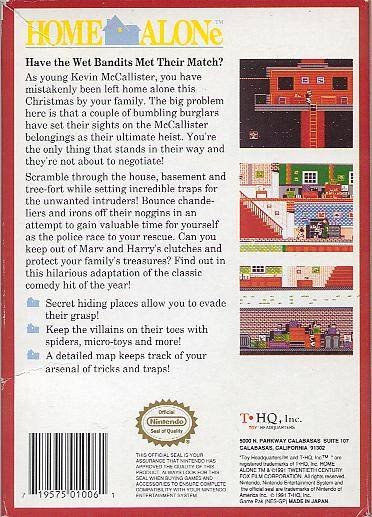 HOME ALONe™
Have the Wet Bandits Met Their Match?
As young Kevin McCallister, you have
mistakenly been left home alone this
Christmas by your family. The big problem
here is that a couple of bumbling burglars
have set their sights on the McCallister
belongings as their ultimate heist. You're
the only thing that stands in their way and
they're not about to negotiate!
Scramble through the house, basement and
tree-fort while setting incredible traps for
the unwanted intruders! Bounce chande-
liers and irons off their noggins in an
attempt to gain valuable time for yourself
as the police race to your rescue. Can you
keep out of Marv and Harry's clutches and
protect your family's treasures? Find out in
this hilarious adaptation of the classic
comedy hit of the year!
Secret hiding places allow you to evade
their grasp!
Keep the villains on their toes with
spiders, micro-toys and more!
A detailed map keeps track of your
arsenal of tricks and traps!
Official
Nintendo
Seal of Quality
THIS OFFICIAL SEAL IS YOUR
ASSURANCE THAT NINTENDO HAS
APPROVED THE QUALITY OF THIS
PRODUCT. ALWAYS LOOK FOR THIS
SEAL WHEN BUYING GAMES AND
ACCESSORIES TO ENSURE COMPLETE
COMPATIBILITY WITH YOUR NINTENDO
ENTERTAINMENT SYSTEM.
7 19575 01006 1
T•HQ, Inc.
TOY HEADQUARTERS
5000 N. PARKWAY CALABASAS SUITE 107
CALABASAS, CALIFORNIA 91302
"Toy Headquarters™ and T-HQ, Inc.™" are
registered trademarks of T-HQ, Inc. HOME
ALONE TM & ©1991 TWENTIETH CENTURY
FOX FILM CORPORATION. All rights reserved.
Nintendo, Nintendo Entertainment System and
the official seal are trademarks of Nintendo of
America Inc. © 1991 T-HQ, Inc.
Game Pak (NES-GP) MADE IN JAPAN